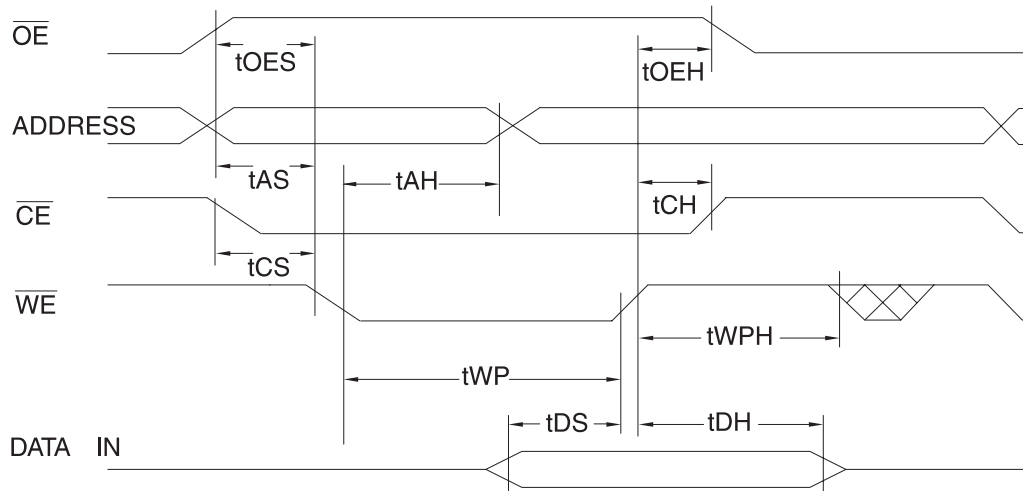 OE
tOES
tOEH
ADDRESS
tAS
tAH
tCH
CE
tCS
WE
tWPH
tWP
tDS
tDH
DATA IN